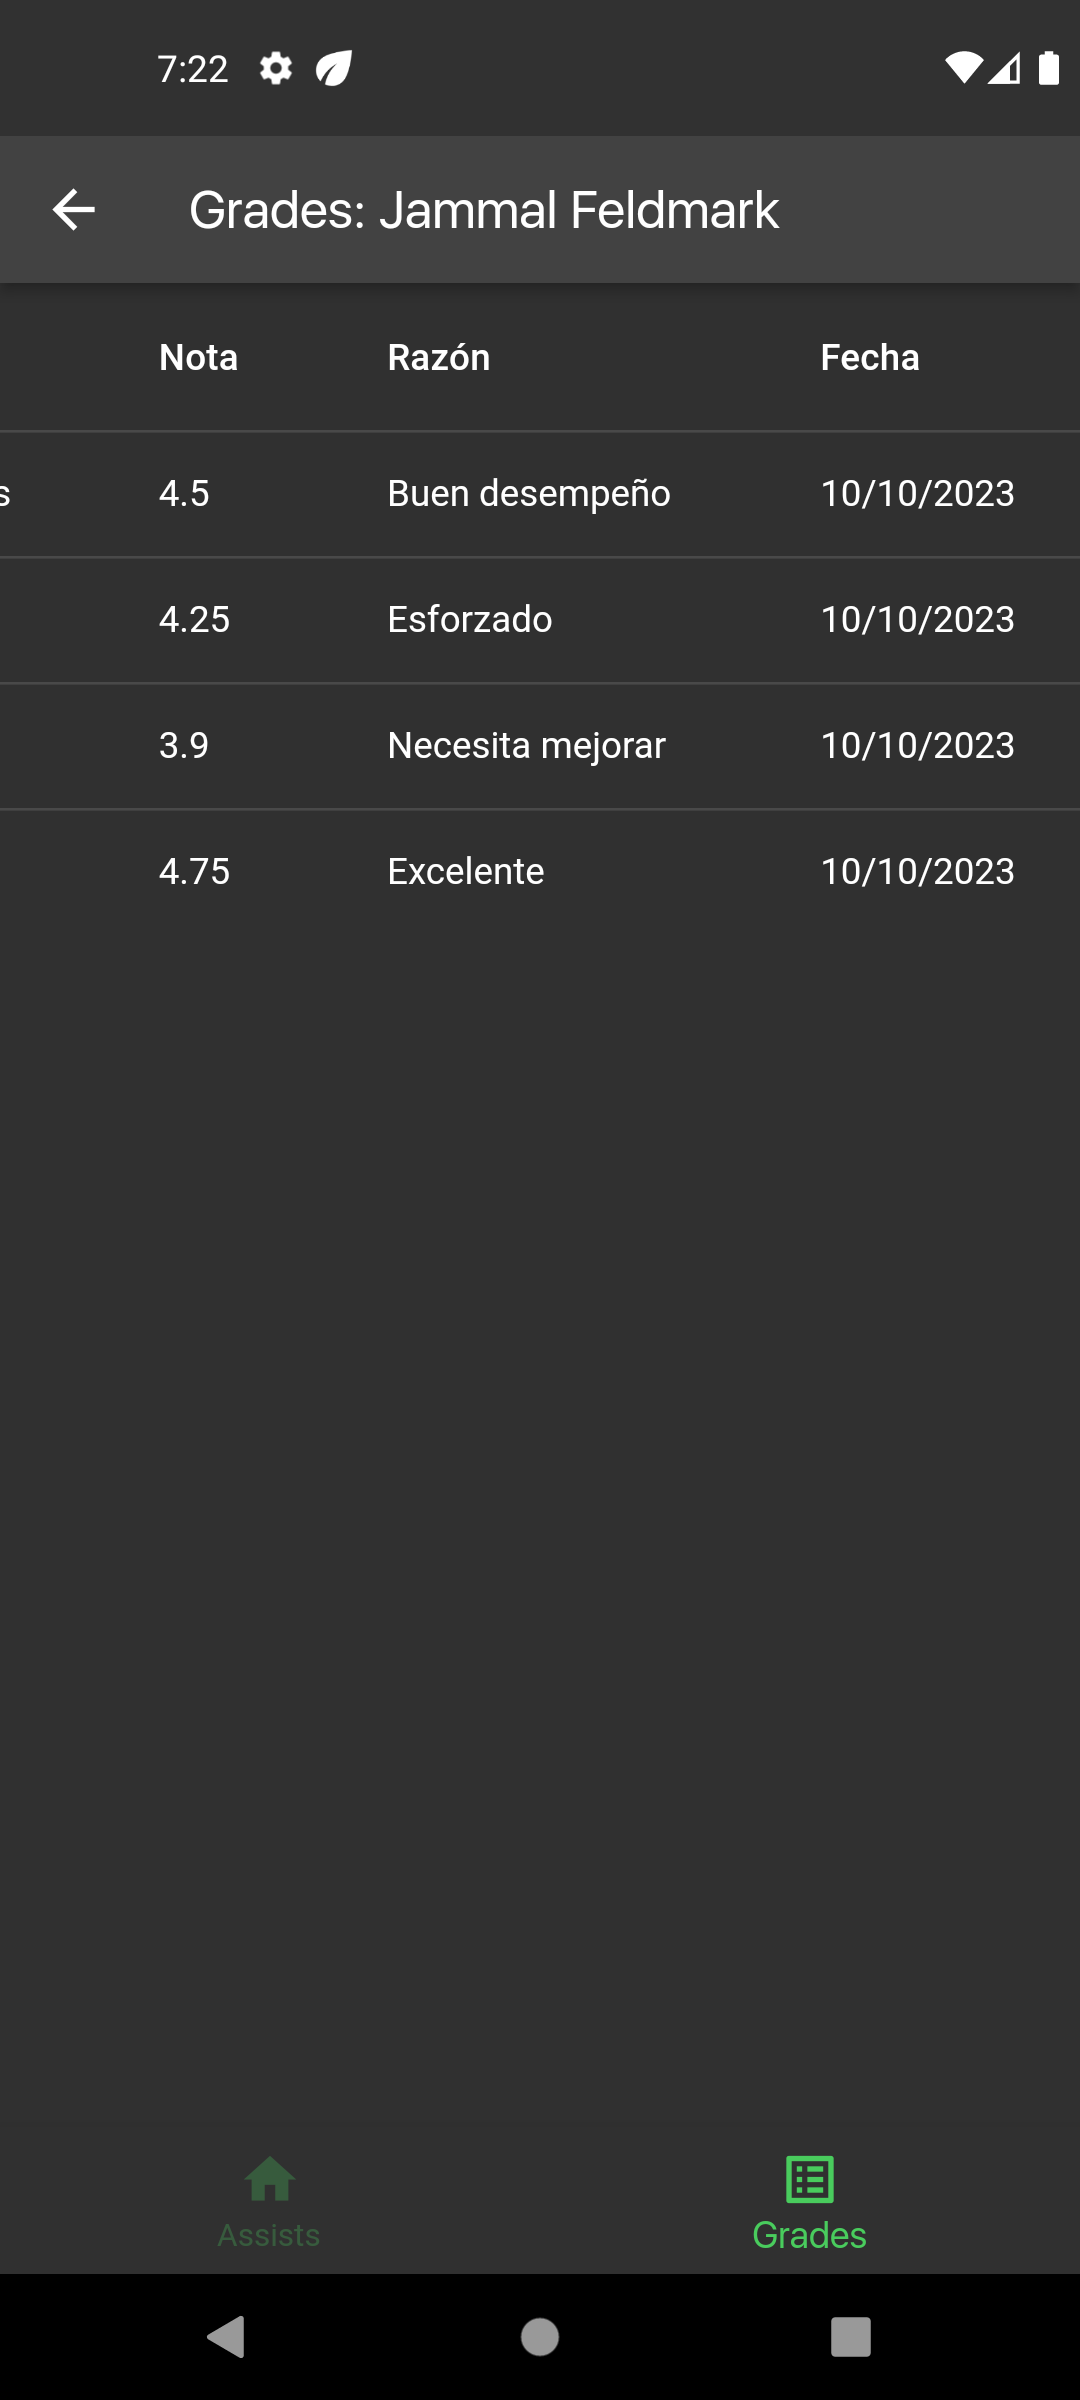 7:22
Grades: Jammal Feldmark
Nota Razón Fecha
s 4.5 Buen desempeño 10/10/2023
4.25 Esforzado 10/10/2023
3.9 Necesita mejorar 10/10/2023
4.75 Excelente 10/10/2023
Assists Grades